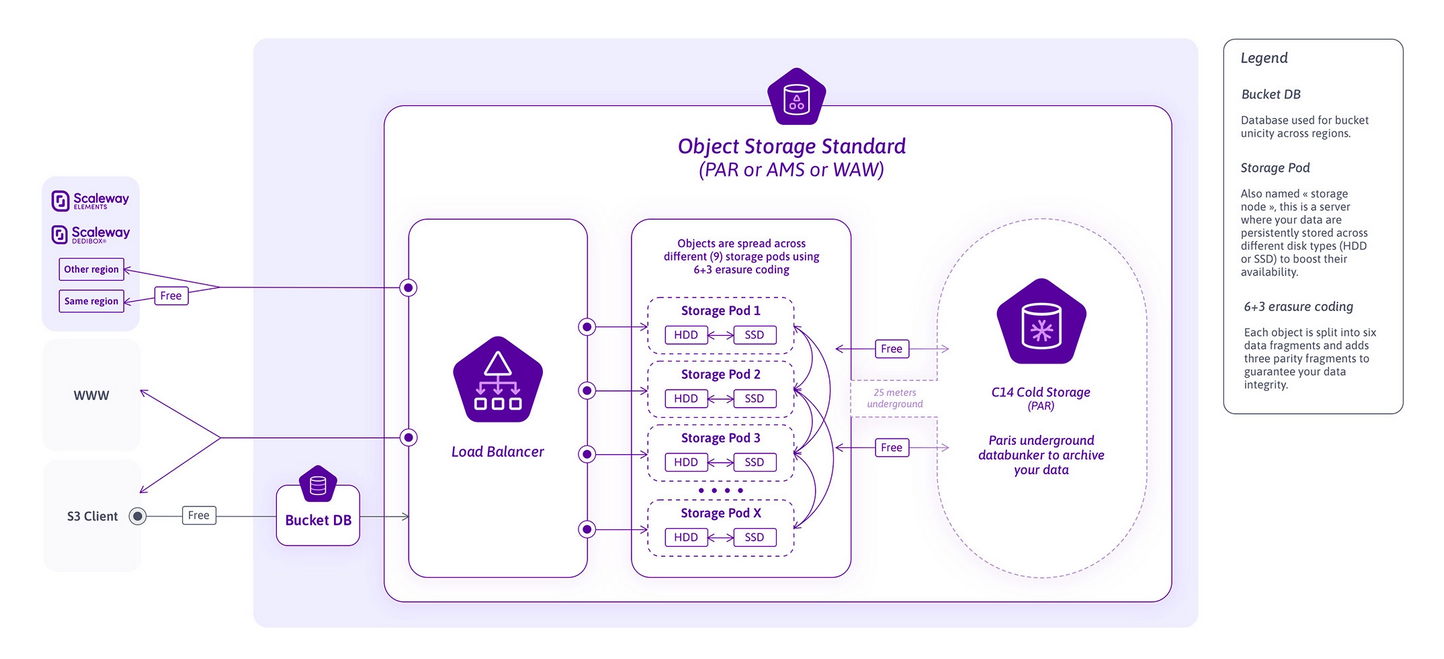 Object Storage Standard
(PAR or AMS or WAW)
Scaleway
ELEMENTS
Scaleway
DEDIBOX®
Other region
Same region
Free
WWW
S3 Client
Free
Bucket DB
Load Balancer
Objects are spread across
different (9) storage pods using
6+3 erasure coding
Storage Pod 1
HDD
SSD
Storage Pod 2
HDD
SSD
Storage Pod 3
HDD
SSD
Storage Pod X
HDD
SSD
Free
25 meters
underground
Free
C14 Cold Storage
(PAR)
Paris underground
databunker to archive
your data
Legend
Bucket DB
Database used for bucket
unicity across regions.
Storage Pod
Also named « storage
node », this is a server
where your data are
persistently stored across
different disk types (HDD
or SSD) to boost their
availability.
6+3 erasure coding
Each object is split into six
data fragments and adds
three parity fragments to
guarantee your data
integrity.